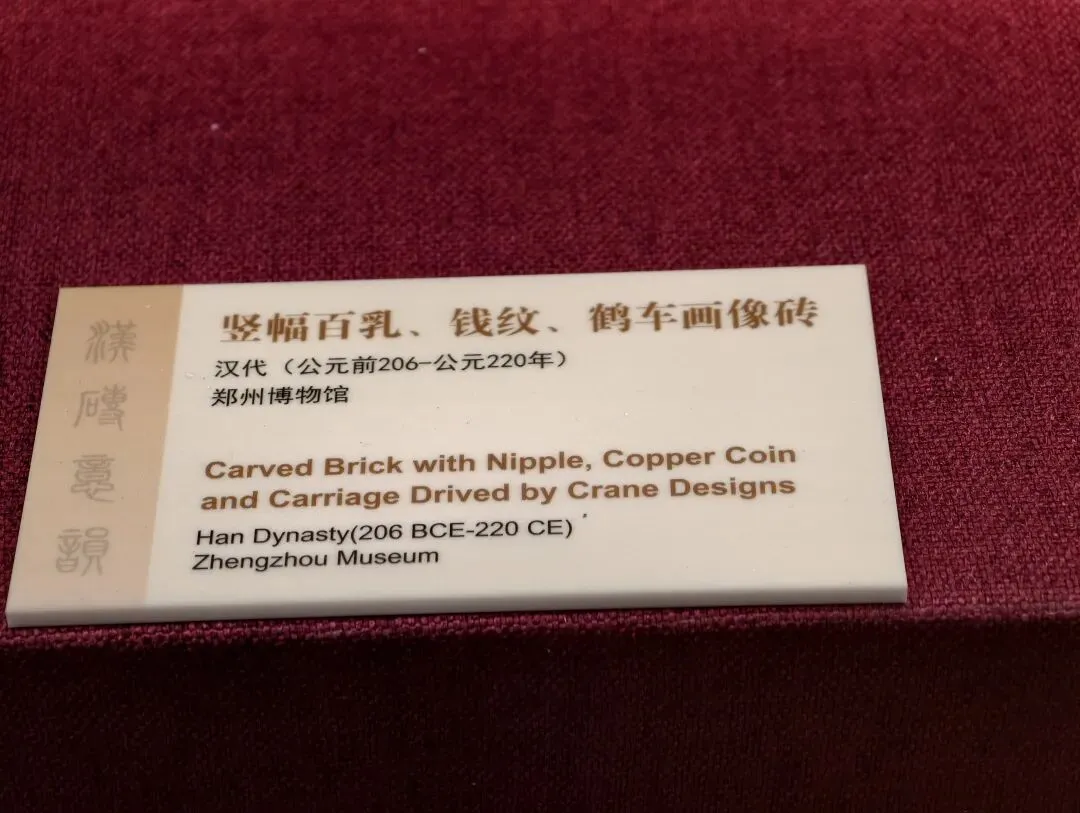 漢磚意韻
竖幅百乳、钱纹、鹤车画像砖
汉代（公元前206-公元220年）
郑州博物馆
Carved Brick with Nipple, Copper Coin
and Carriage Drived by Crane Designs
Han Dynasty(206 BCE-220 CE)
Zhengzhou Museum